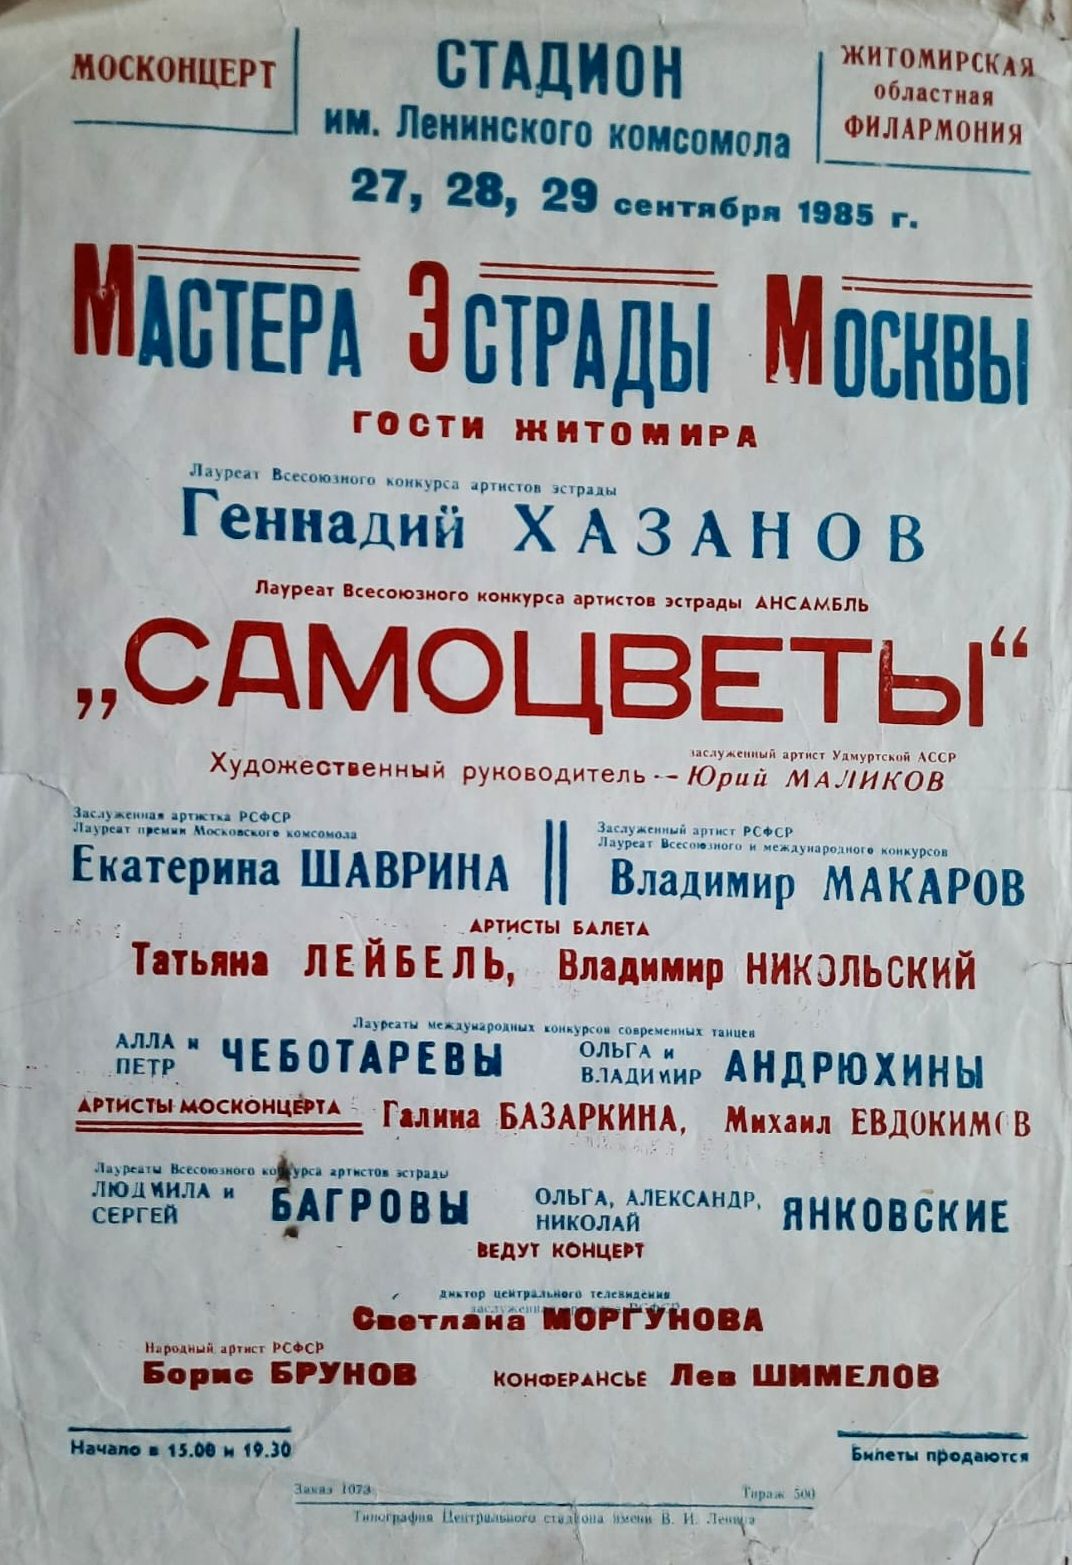 МОСКОНЦЕРТ
СТАДИОН
им. Ленинского комсомола
ЖИТОМИРСКАЯ
областная
ФИЛАРМОНИЯ
27, 28, 29 сентября 1985 г.
МАСТЕРА ЭСТРАДЫ МОСКВЫ
ГОСТИ ЖИТОМИРА
Лауреат Всесоюзного конкурса артистов эстрады
Геннадий ХАЗАНОВ
Лауреат Всесоюзного конкурса артистов эстрады АНСАМБЛЬ
„САМОЦВЕТЫ“
заслуженный артист Удмуртской АССР
Художественный руководитель -- Юрий МАЛИКОВ
Заслуженная артистка РСФСР
Лауреат премии Московского комсомола
Екатерина ШАВРИНА
Заслуженный артист РСФСР
Лауреат Всесоюзного и международного конкурсов
Владимир МАКАРОВ
АРТИСТЫ БАЛЕТА
Татьяна ЛЕЙБЕЛЬ, Владимир НИКОЛЬСКИЙ
Лауреаты международных конкурсов современных танцев
АЛЛА и
ПЕТР
ЧЕБОТАРЕВЫ
ОЛЬГА и
ВЛАДИМИР
АНДРЮХИНЫ
АРТИСТЫ МОСКОНЦЕРТА Галина БАЗАРКИНА, Михаил ЕВДОКИМОВ
Лауреаты Всесоюзного конкурса артистов эстрады
ЛЮДМИЛА и
СЕРГЕЙ
БАГРОВЫ
ОЛЬГА, АЛЕКСАНДР,
НИКОЛАЙ
ЯНКОВСКИЕ
ВЕДУТ КОНЦЕРТ
диктор центрального телевидения
заслуженная артистка РСФСР
Светлана МОРГУНОВА
Народный артист РСФСР
Борис БРУНОВ
КОНФЕРАНСЬЕ Лев ШИМЕЛОВ
Начало в 15.00 и 19.30
Билеты продаются
Заказ 1073
Тираж 500
Типография Центрального стадиона имени В. И. Ленина